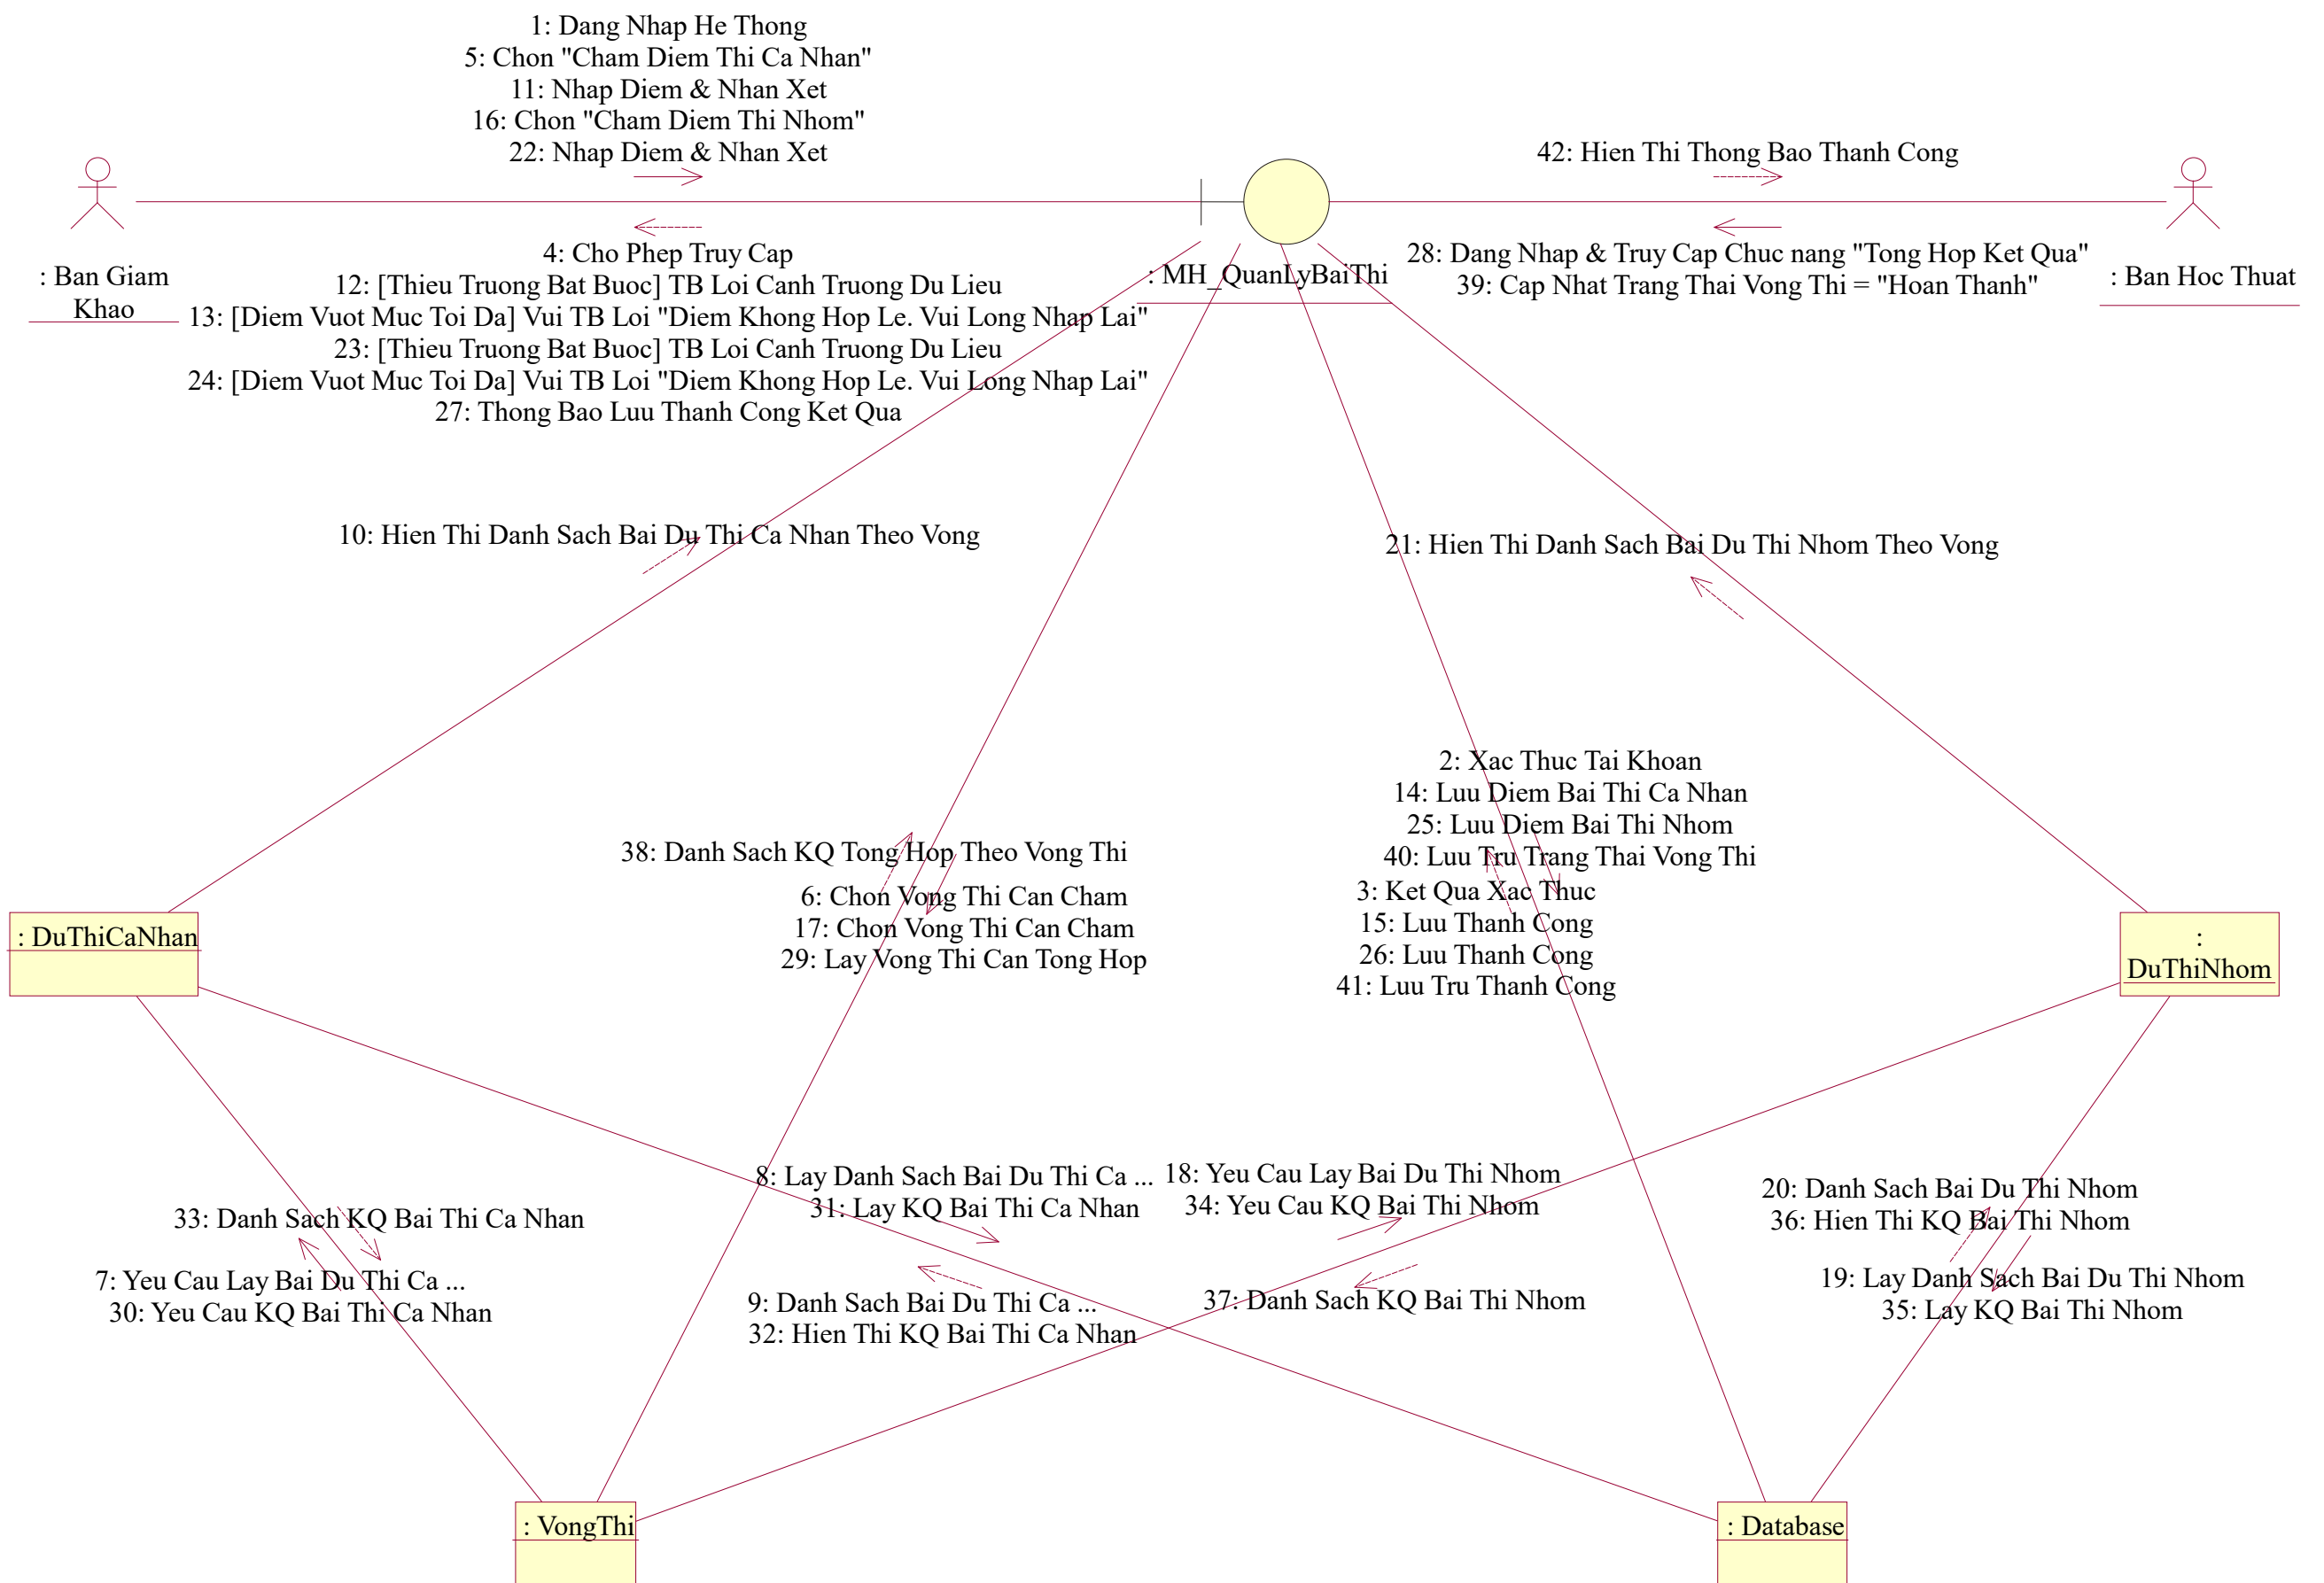 1: Dang Nhap He Thong
5: Chon "Cham Diem Thi Ca Nhan"
11: Nhap Diem & Nhan Xet
16: Chon "Cham Diem Thi Nhom"
22: Nhap Diem & Nhan Xet
42: Hien Thi Thong Bao Thanh Cong
: Ban Giam
Khao
4: Cho Phep Truy Cap
12: [Thieu Truong Bat Buoc] TB Loi Canh Truong Du Lieu
13: [Diem Vuot Muc Toi Da] Vui TB Loi "Diem Khong Hop Le. Vui Long Nhap Lai"
23: [Thieu Truong Bat Buoc] TB Loi Canh Truong Du Lieu
24: [Diem Vuot Muc Toi Da] Vui TB Loi "Diem Khong Hop Le. Vui Long Nhap Lai"
27: Thong Bao Luu Thanh Cong Ket Qua
: MH_QuanLyBaiThi
28: Dang Nhap & Truy Cap Chuc nang "Tong Hop Ket Qua"
39: Cap Nhat Trang Thai Vong Thi = "Hoan Thanh"
: Ban Hoc Thuat
10: Hien Thi Danh Sach Bai Du Thi Ca Nhan Theo Vong
21: Hien Thi Danh Sach Bai Du Thi Nhom Theo Vong
2: Xac Thuc Tai Khoan
14: Luu Diem Bai Thi Ca Nhan
25: Luu Diem Bai Thi Nhom
40: Luu Tru Trang Thai Vong Thi
38: Danh Sach KQ Tong Hop Theo Vong Thi
6: Chon Vong Thi Can Cham
17: Chon Vong Thi Can Cham
29: Lay Vong Thi Can Tong Hop
3: Ket Qua Xac Thuc
15: Luu Thanh Cong
26: Luu Thanh Cong
41: Luu Tru Thanh Cong
: DuThiCaNhan
:
DuThiNhom
8: Lay Danh Sach Bai Du Thi Ca ...
31: Lay KQ Bai Thi Ca Nhan
18: Yeu Cau Lay Bai Du Thi Nhom
34: Yeu Cau KQ Bai Thi Nhom
20: Danh Sach Bai Du Thi Nhom
36: Hien Thi KQ Bai Thi Nhom
33: Danh Sach KQ Bai Thi Ca Nhan
7: Yeu Cau Lay Bai Du Thi Ca ...
30: Yeu Cau KQ Bai Thi Ca Nhan
9: Danh Sach Bai Du Thi Ca ...
32: Hien Thi KQ Bai Thi Ca Nhan
37: Danh Sach KQ Bai Thi Nhom
19: Lay Danh Sach Bai Du Thi Nhom
35: Lay KQ Bai Thi Nhom
: VongThi
: Database